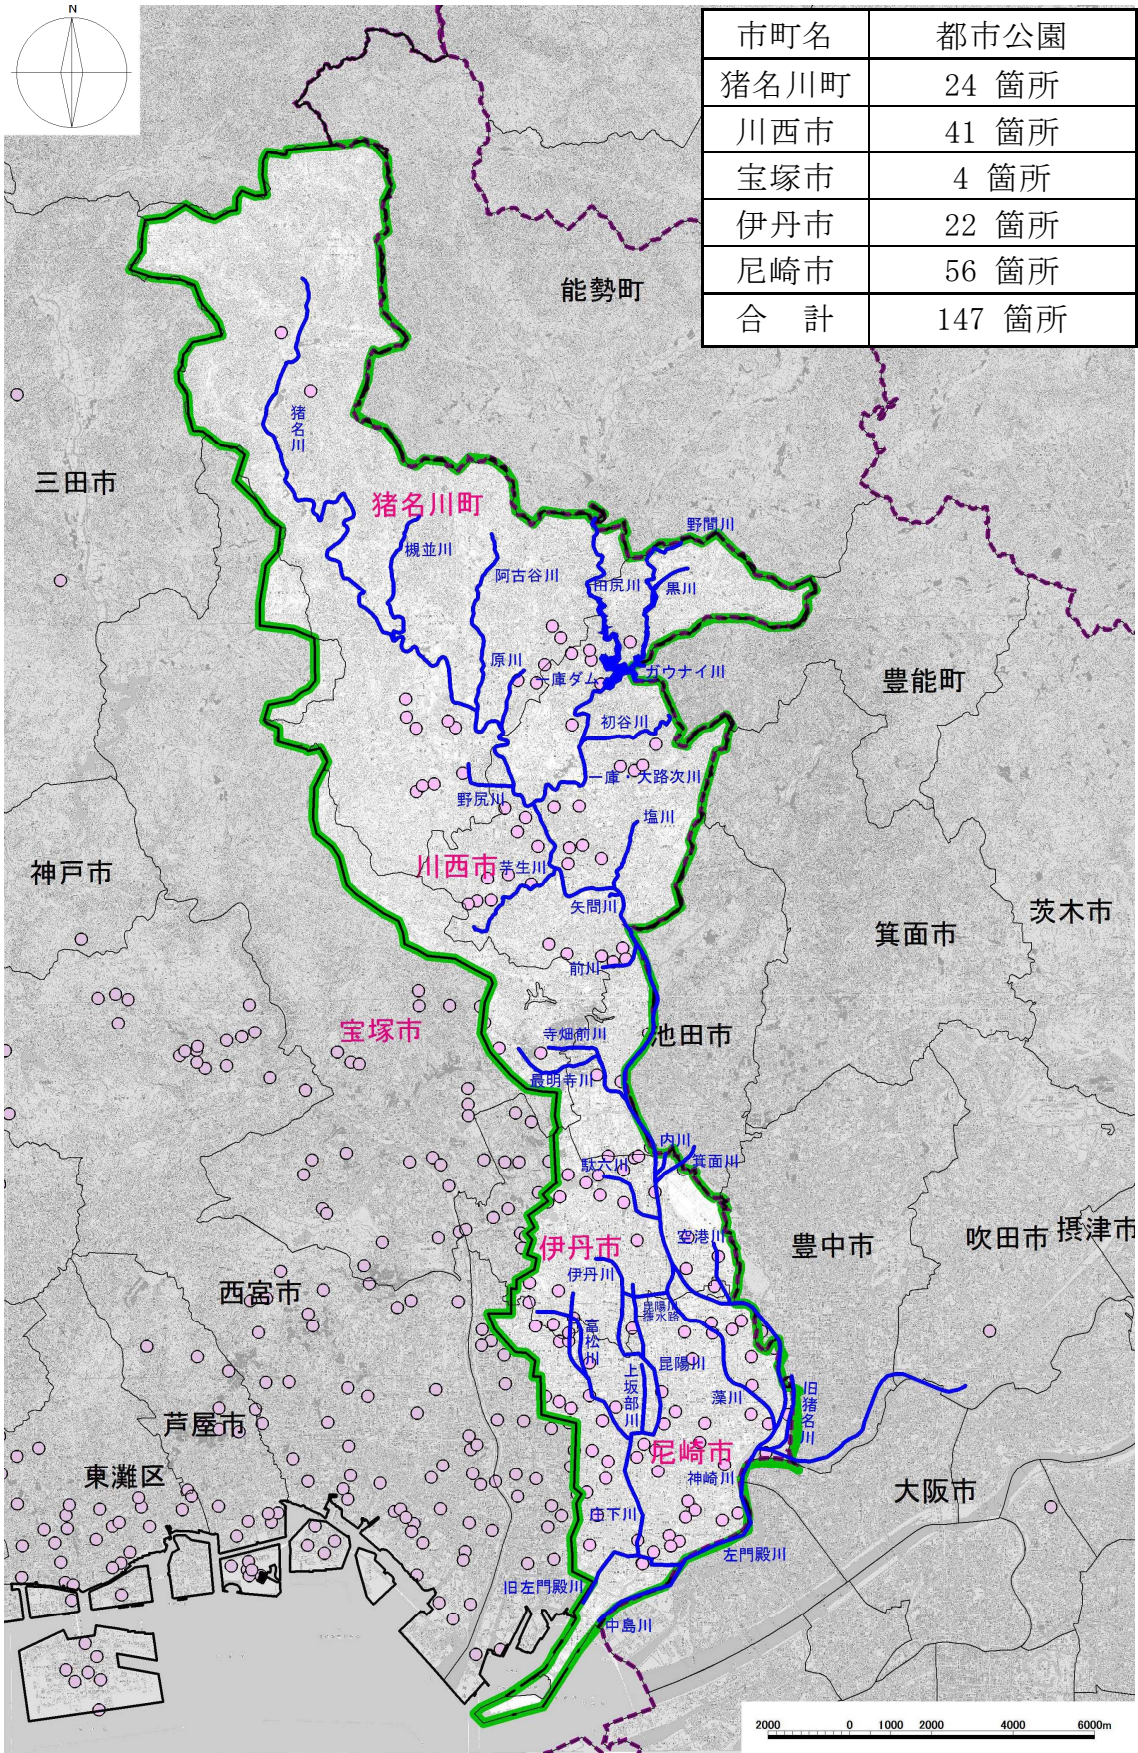 N
市町名 都市公園
猪名川町 24 箇所
川西市 41 箇所
宝塚市 4 箇所
伊丹市 22 箇所
尼崎市 56 箇所
合 計 147 箇所
能勢町
猪名川
三田市
猪名川町
野間川
槻並川
阿古谷川
田尻川
黒川
原川
一庫ダム
ガウナイ川
豊能町
初谷川
一庫・大路次川
野尻川
塩川
神戸市
川西市
芋生川
矢問川
茨木市
箕面市
前川
宝塚市
寺畑前川
池田市
最明寺川
内川
駄六川
箕面川
伊丹市
空港川
豊中市
吹田市
摂津市
伊丹川
西宮市
昆陽川
排水路
富松川
昆陽川
上坂部川
藻川
旧猪名川
芦屋市
尼崎市
東灘区
神崎川
大阪市
庄下川
左門殿川
旧左門殿川
中島川
2000 0 1000 2000 4000 6000m